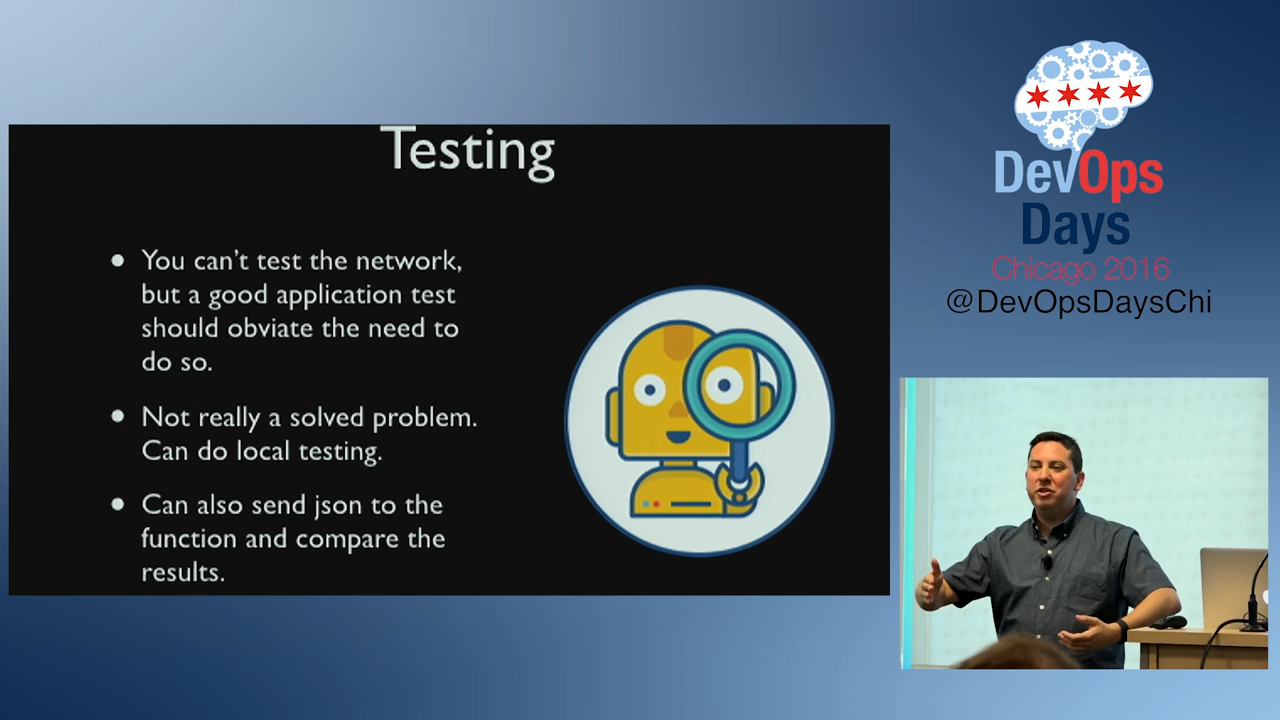 Testing
You can't test the network,
but a good application test
should obviate the need to
do so.
Not really a solved problem.
Can do local testing.
Can also send json to the
function and compare the
results.
DevOps
Days
Chicago 2016
@DevOpsDaysChi